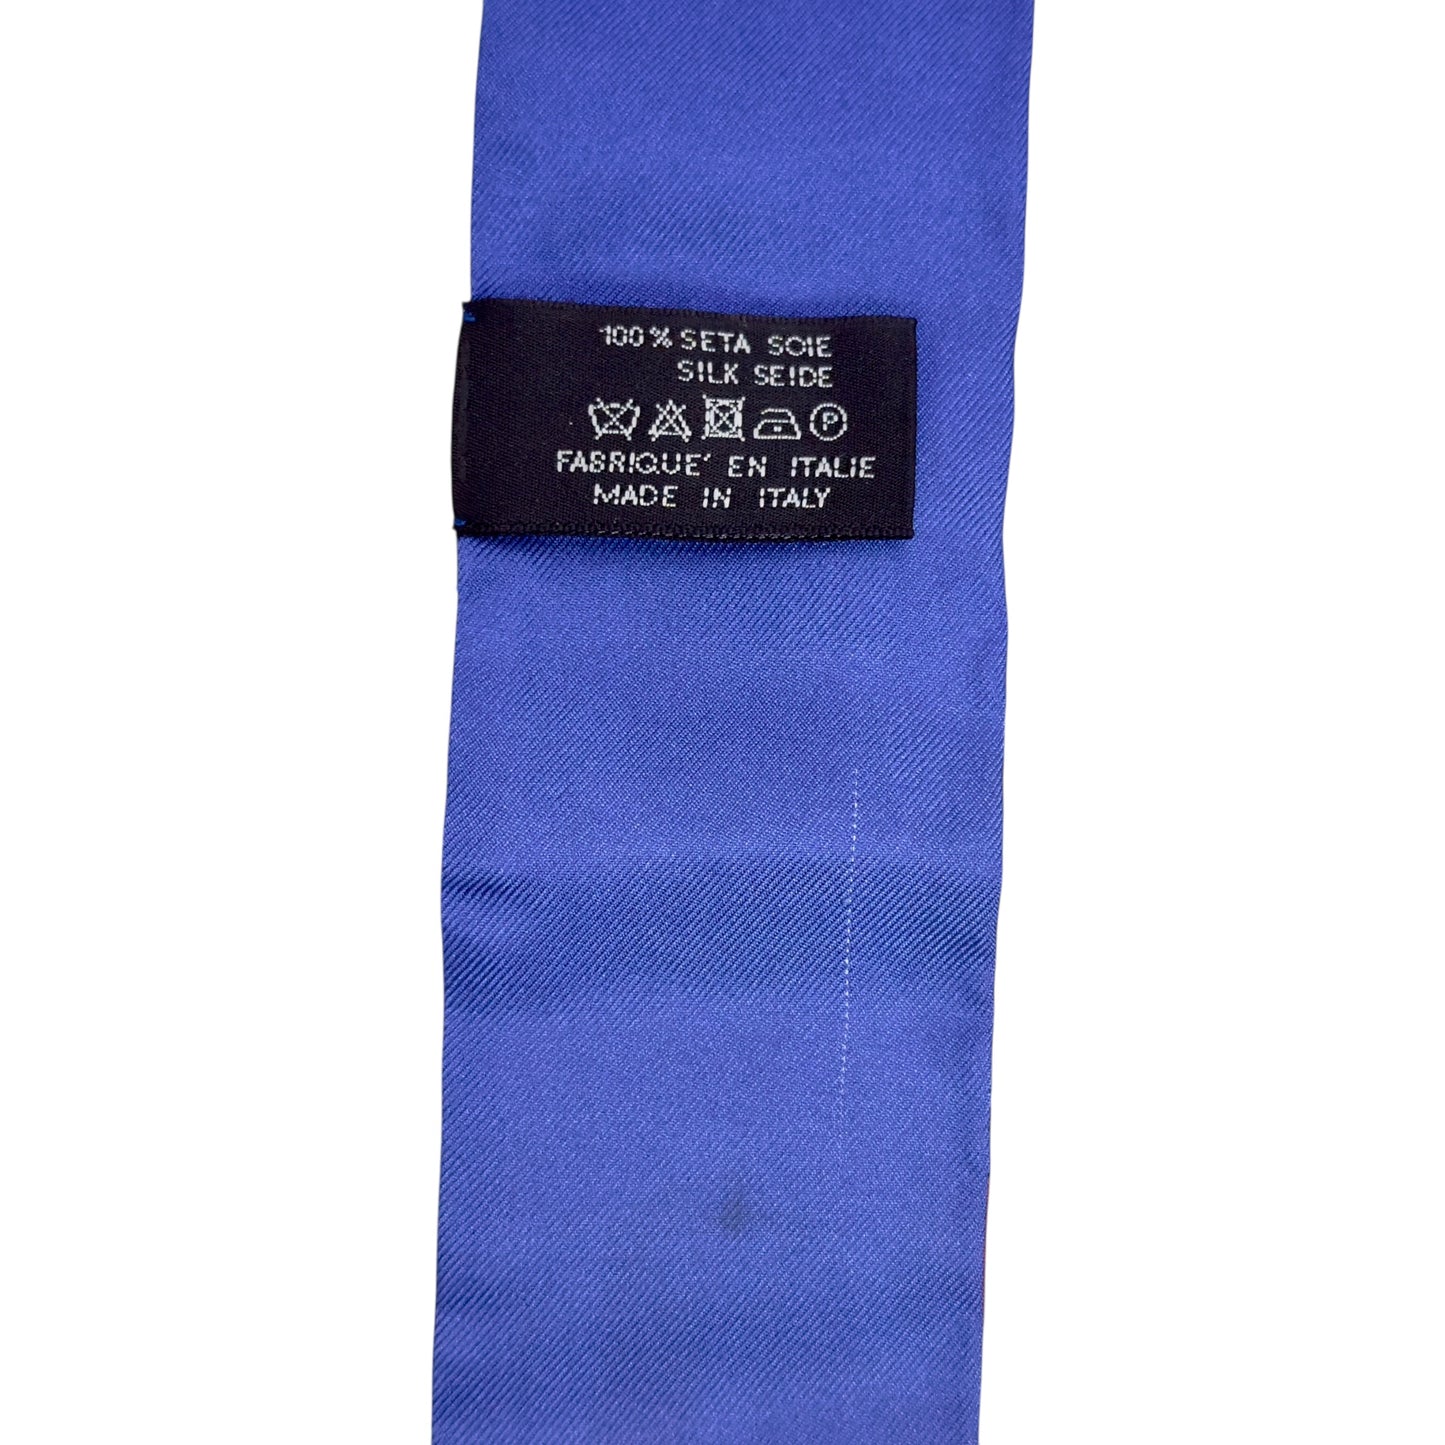 100% SETA SOIE
SILK SEIDE
P
FABRIQUE' EN ITALIE
MADE IN ITALY